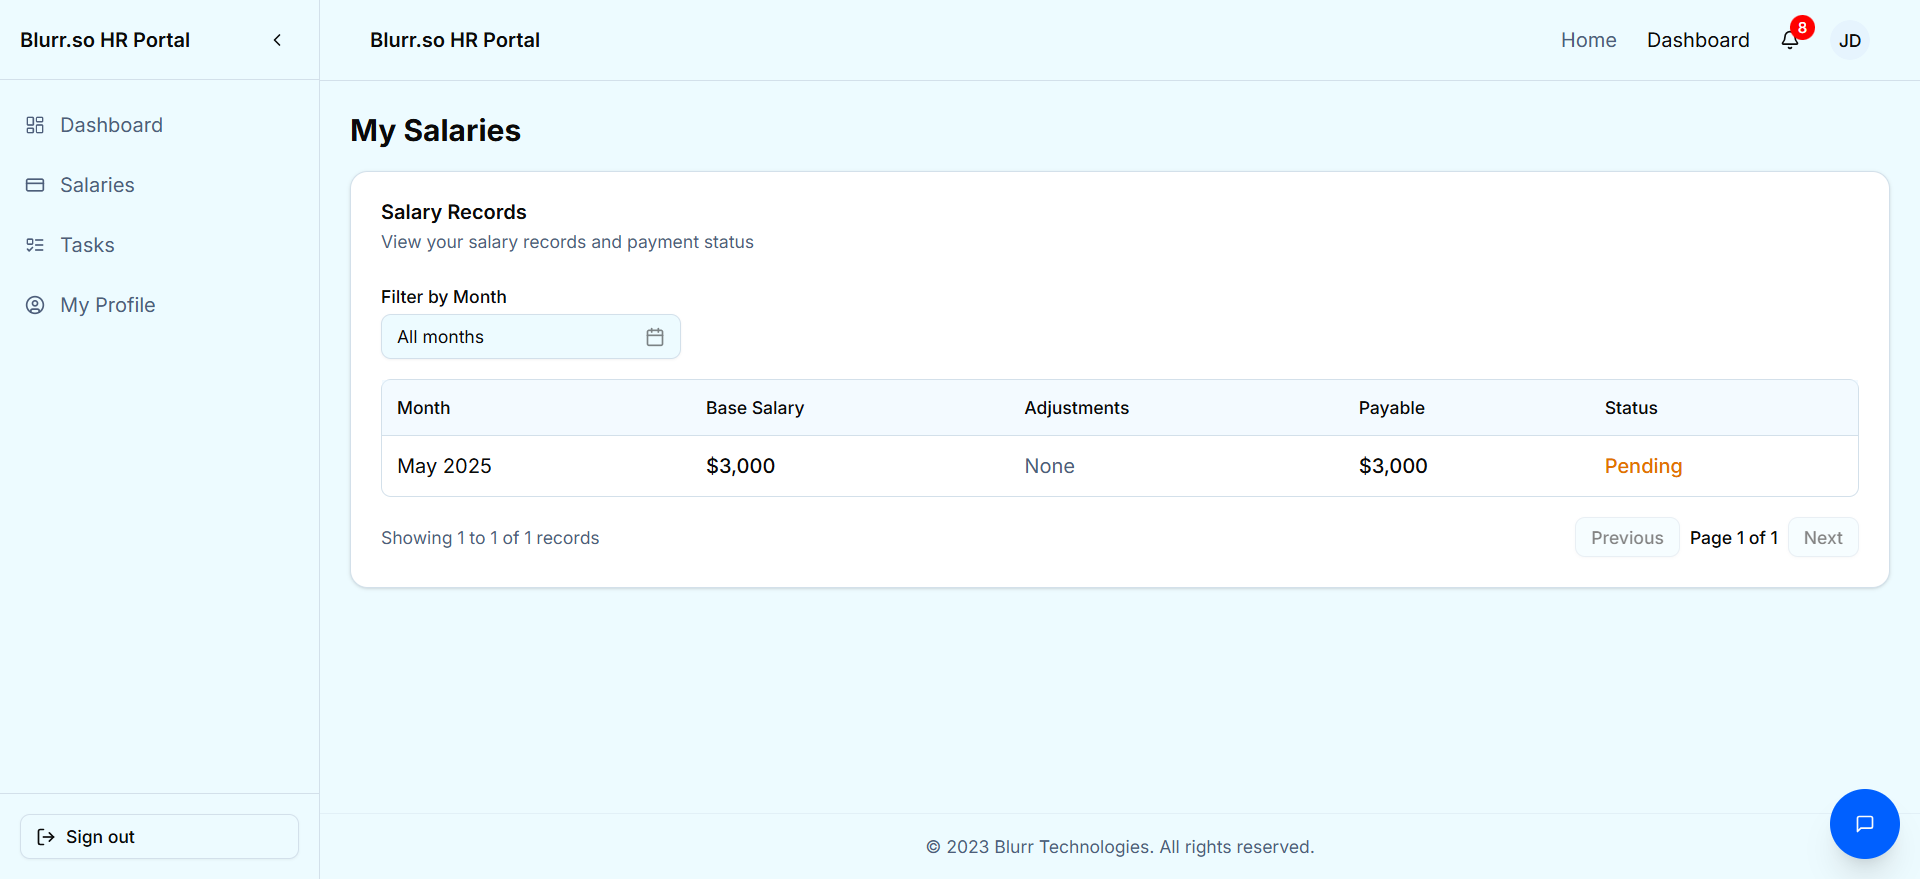 Blurr.so HR Portal
Dashboard
Salaries
Tasks
My Profile
Sign out
Blurr.so HR Portal
Home
Dashboard
8
JD
My Salaries
Salary Records
View your salary records and payment status
Filter by Month
All months
Month Base Salary Adjustments Payable Status
May 2025 $3,000 None $3,000 Pending
Showing 1 to 1 of 1 records
Previous Page 1 of 1 Next
© 2023 Blurr Technologies. All rights reserved.